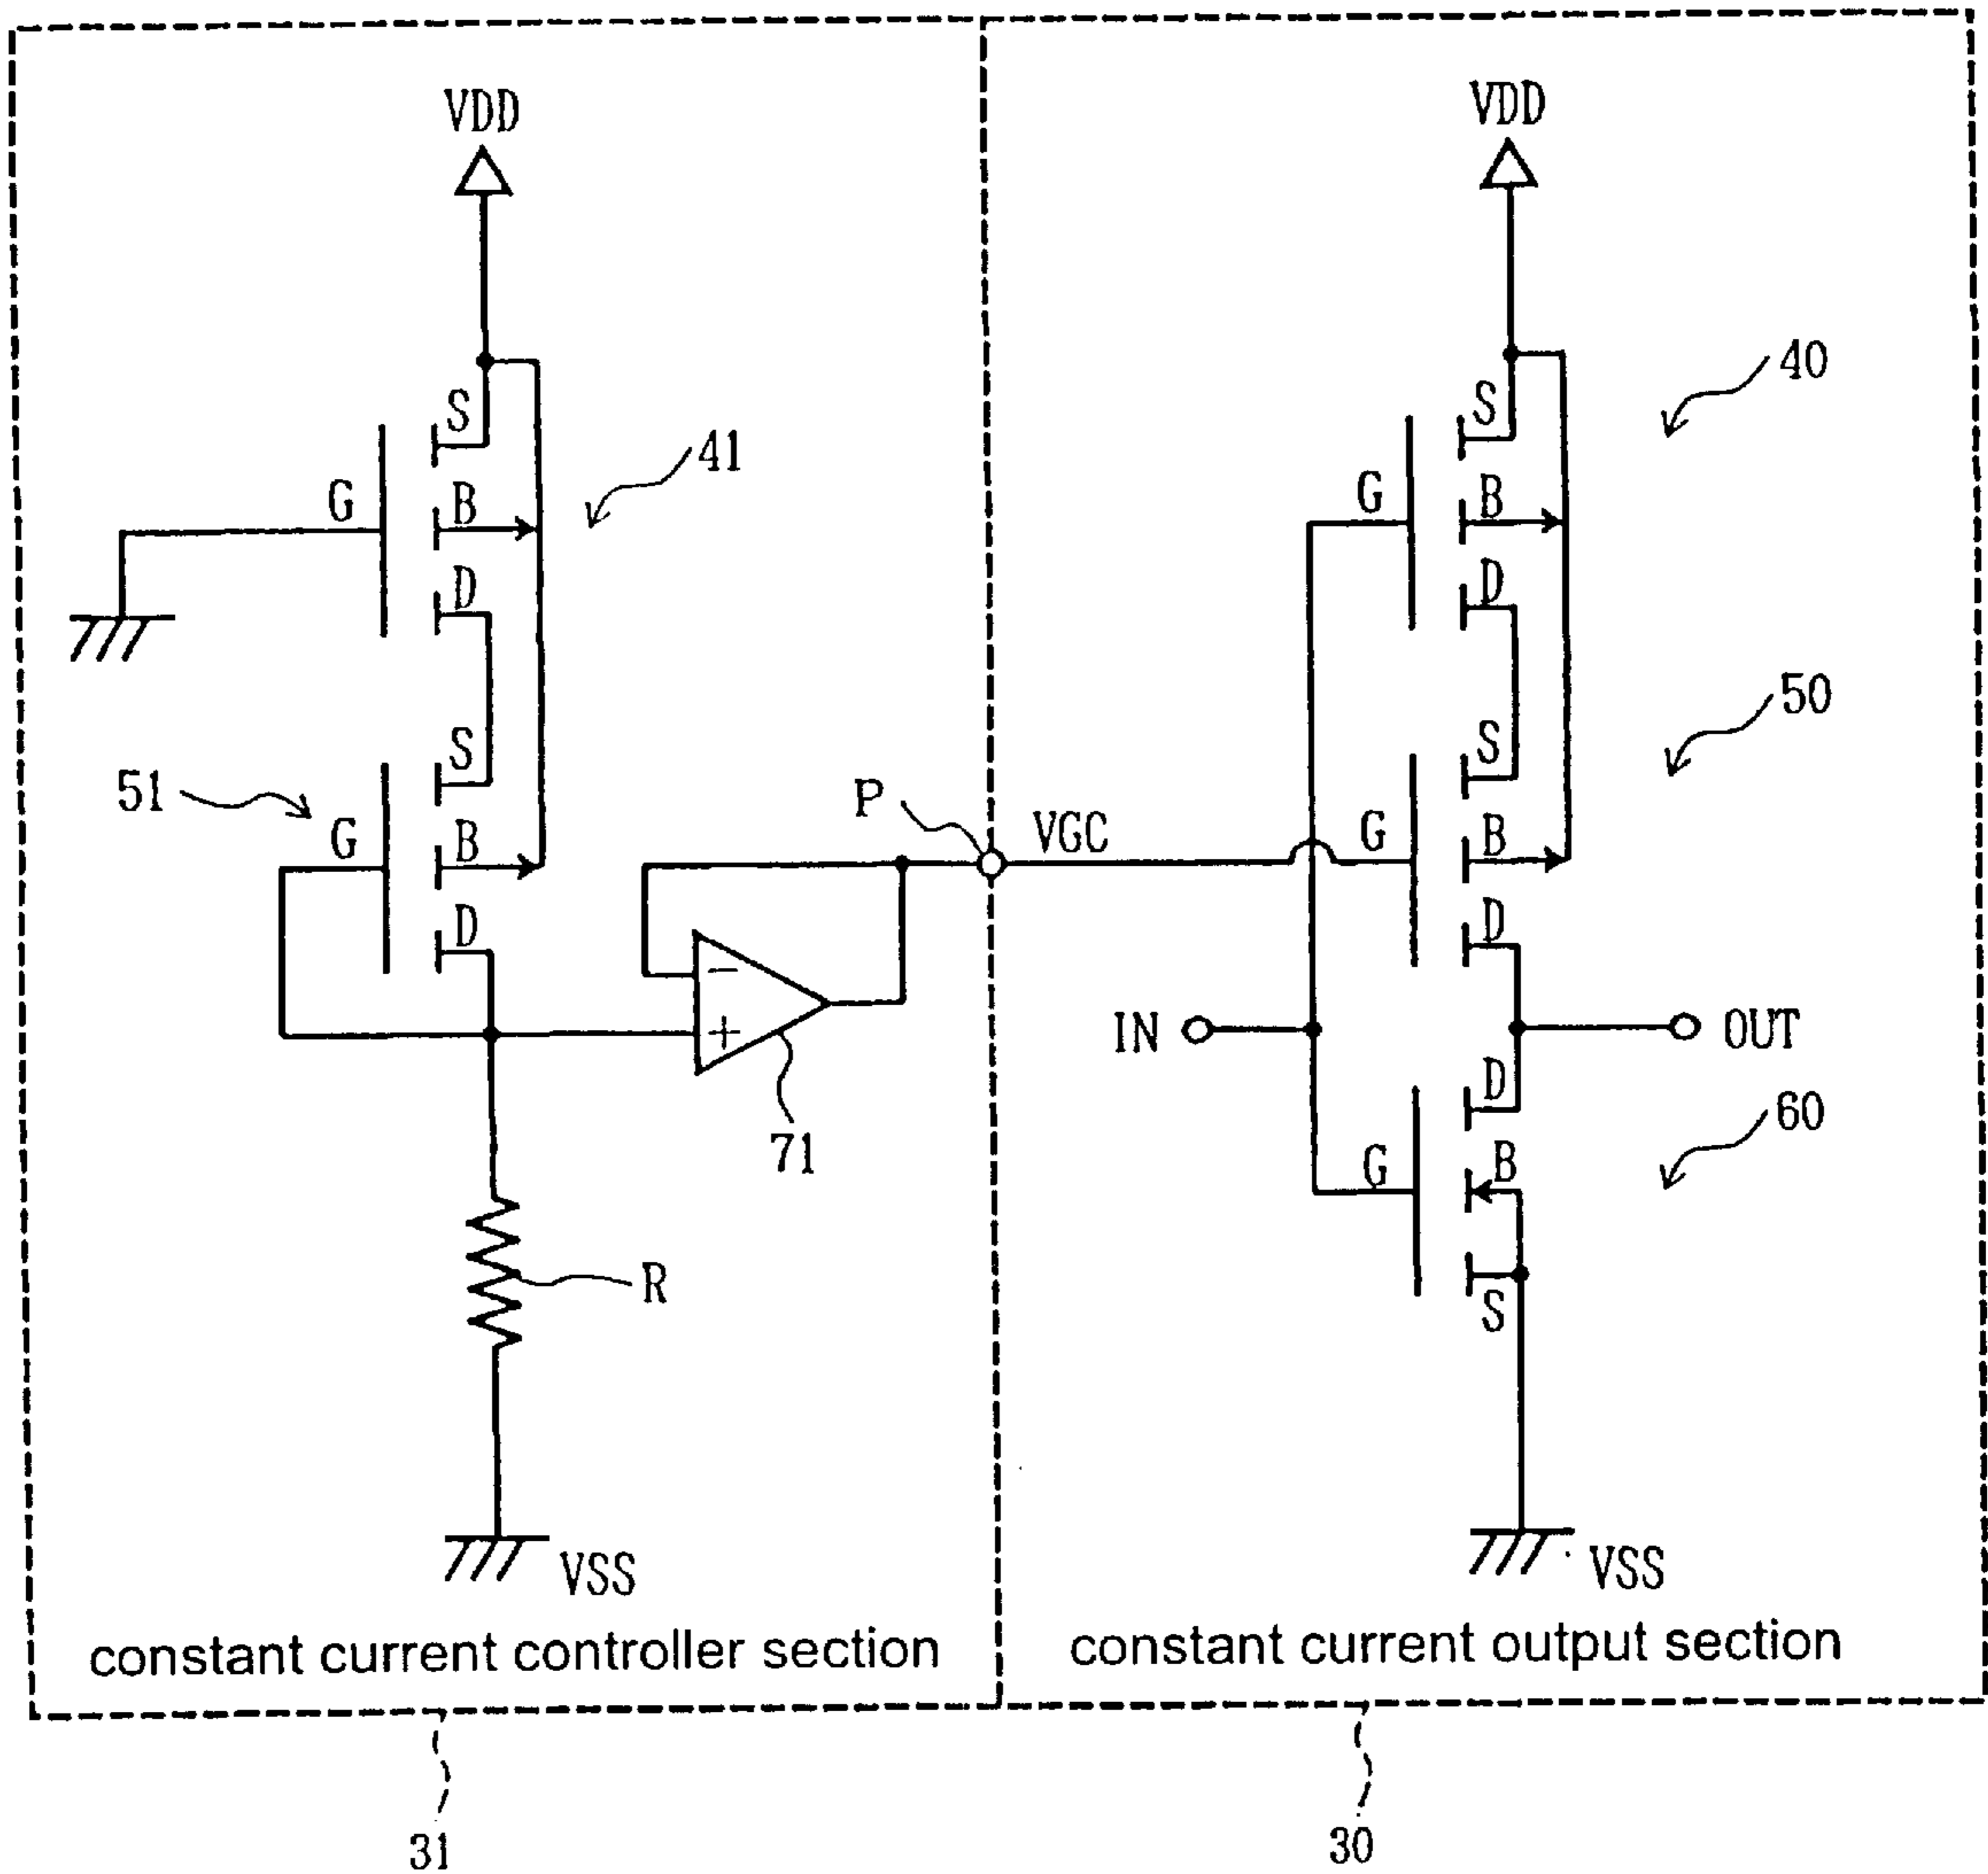 VDD
VDD
S
41
G
B
D
S
40
G
B
D
51
S
G
B
D
P
VGC
S
50
G
B
D
−
+
71
IN
OUT
D
60
G
B
S
R
VSS
VSS
constant current controller section
constant current output section
31
30